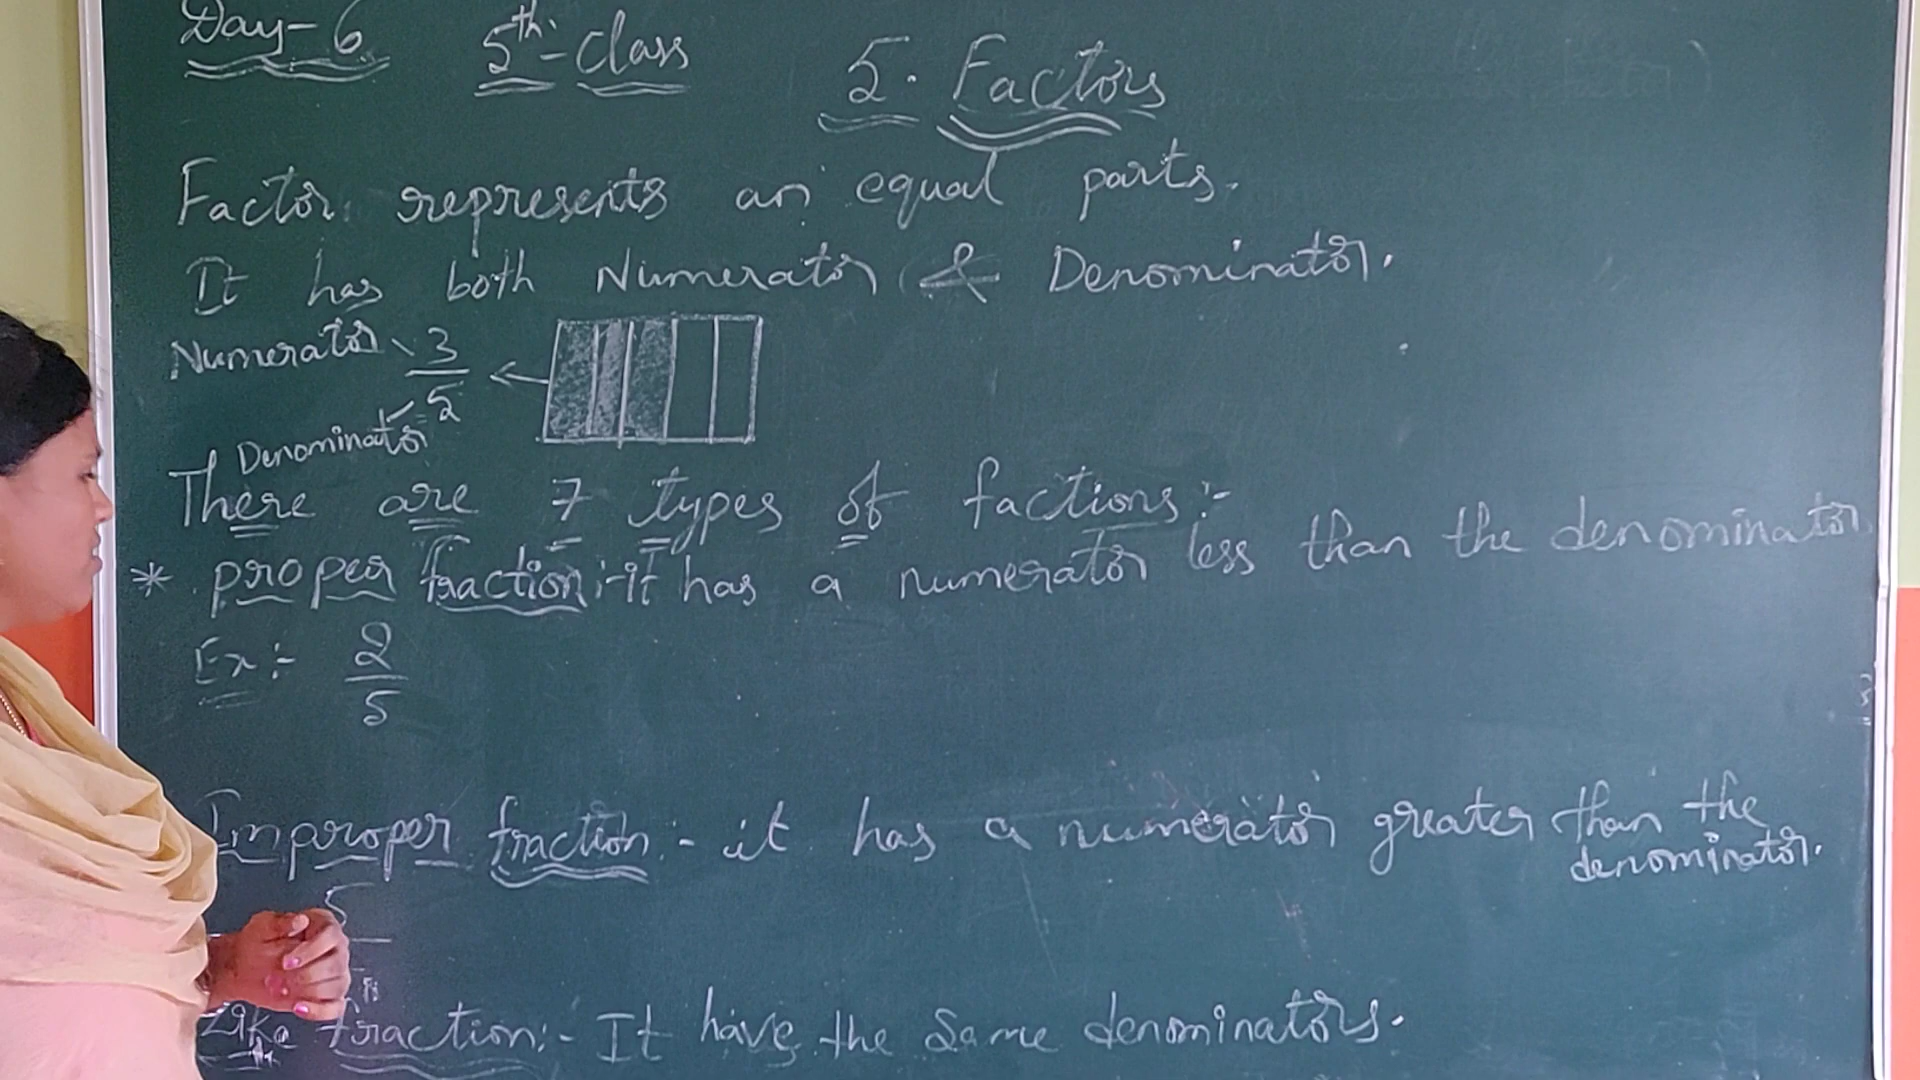 Day-6 5th-Class 5. Factors
Factor represents an equal parts.
It has both Numerator & Denominator.
Numerator 3
5
Denominator
There are 7 types of factions:-
* proper fraction:-it has a numerator less than the denominator
Ex:- 2
5
Improper fraction:- it has a numerator greater than the
denominator.
5
Like fraction:- It have the same denominators.